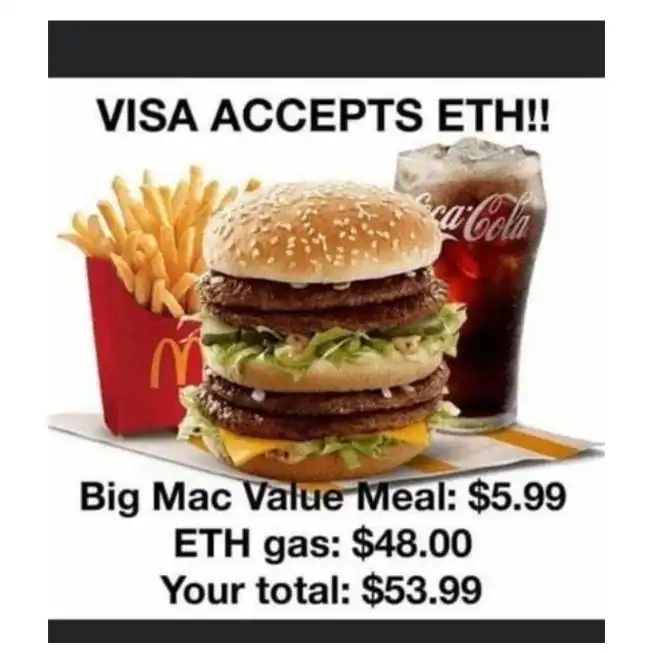 VISA ACCEPTS ETH!!
Coca-Cola
Big Mac Value Meal: $5.99
ETH gas: $48.00
Your total: $53.99